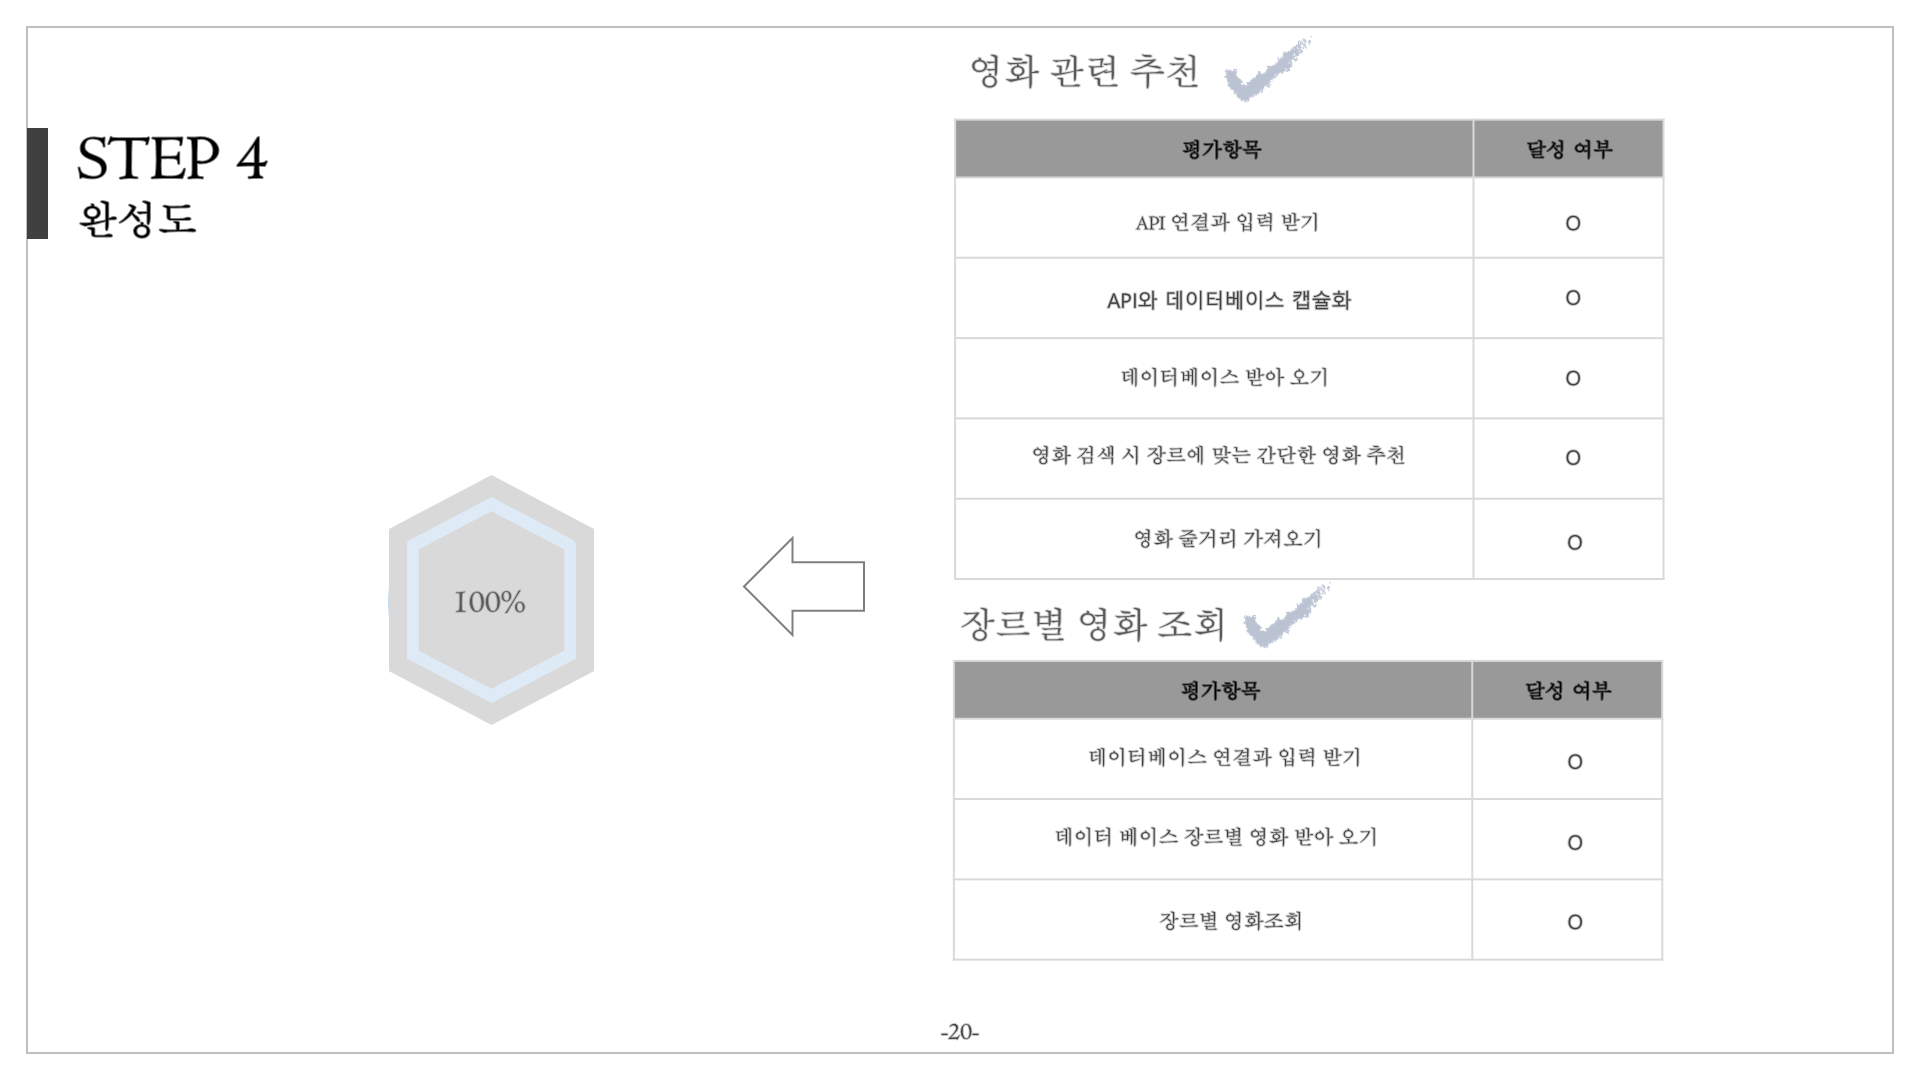 STEP 4
완성도
100%
영화 관련 추천
평가항목 달성 여부
API 연결과 입력 받기 O
API와 데이터베이스 캡슐화 O
데이터베이스 받아 오기 O
영화 검색 시 장르에 맞는 간단한 영화 추천 O
영화 줄거리 가져오기 O
장르별 영화 조회
평가항목 달성 여부
데이터베이스 연결과 입력 받기 O
데이터 베이스 장르별 영화 받아 오기 O
장르별 영화조회 O
-20-